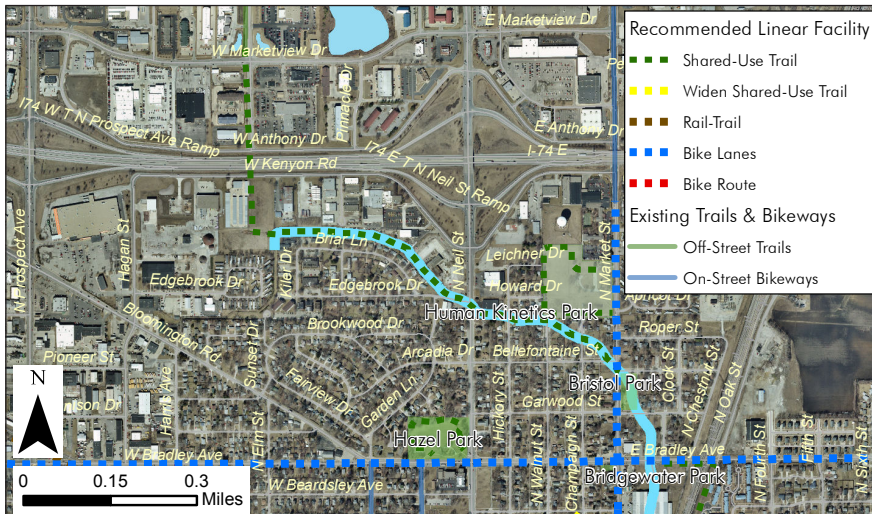 E Marketview Dr
W Marketview Dr
Pinnacle Dr
I74 W T N Prospect Ave Ramp
W Anthony Dr
E Anthony Dr
I74 E T N Neil St Ramp
I-74 E
W Kenyon Rd
N Prospect Ave
Hagan St
Briar Ln
Kiler Dr
N Neil St
Leichner Dr
N Market St
Edgebrook Dr
Edgebrook Dr
Howard Dr
Apricot Dr
Human Kinetics Park
Bloomington Rd
Brookwood Dr
Roper St
Sunset Dr
Arcadia Dr
Bellefontaine St
Pioneer St
Bristol Park
Clock St
N Chestnut St
N Oak St
Harris Ave
Fairview Dr
Garden Ln
Hickory St
Garwood St
Hazel Park
N Elm St
N Walnut St
Champaign St
W Bradley Ave
E Bradley Ave
Bridgewater Park
W Beardsley Ave
N Fourth St
Fifth St
N Sixth St
N
0 0.15 0.3
Miles
Recommended Linear Facility
Shared-Use Trail
Widen Shared-Use Trail
Rail-Trail
Bike Lanes
Bike Route
Existing Trails & Bikeways
Off-Street Trails
On-Street Bikeways